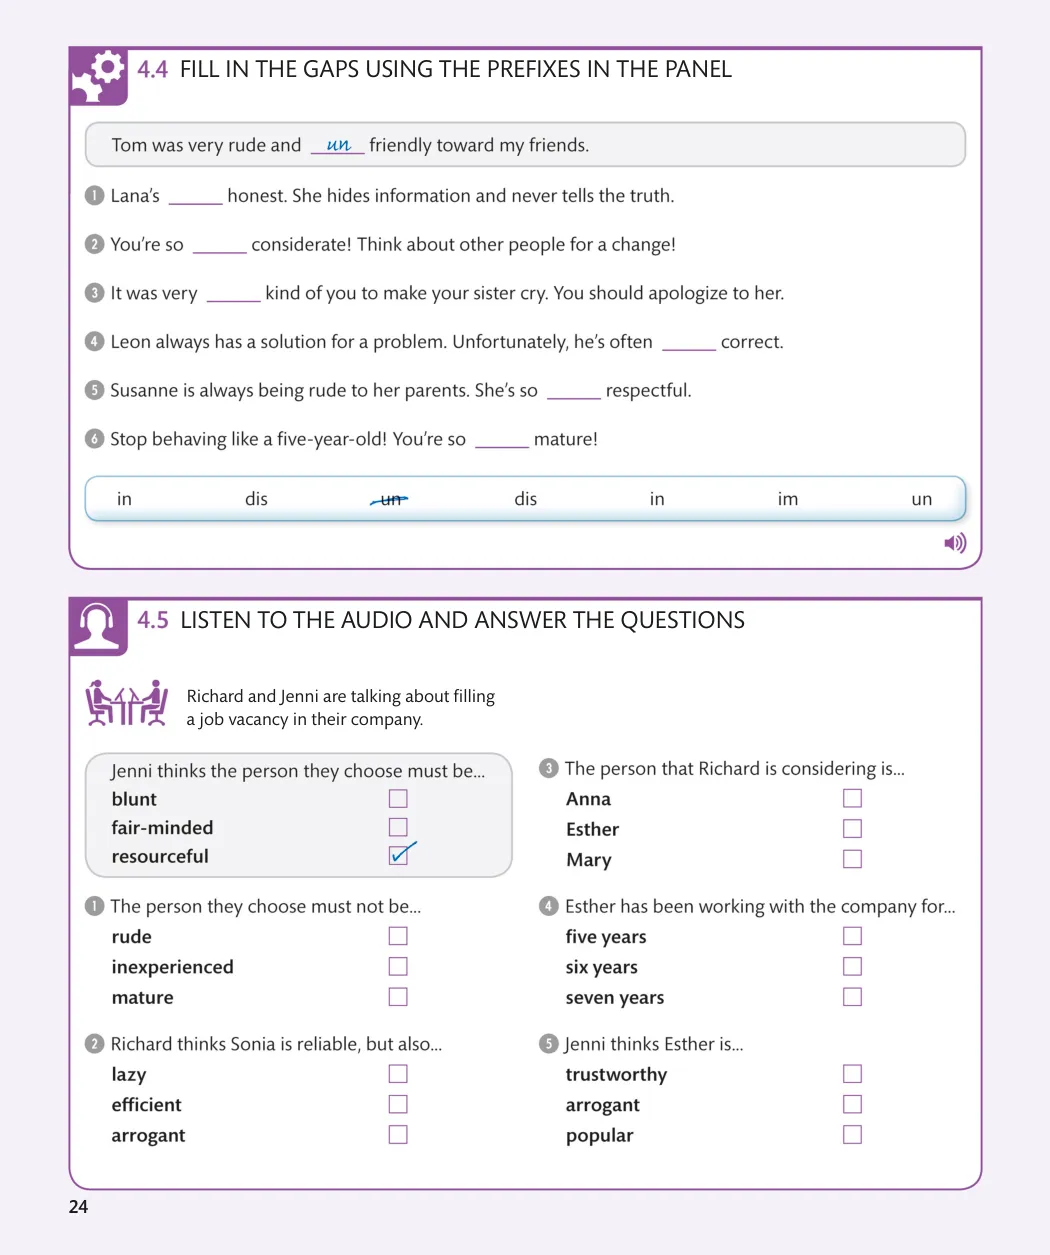 4.4 FILL IN THE GAPS USING THE PREFIXES IN THE PANEL
Tom was very rude and un friendly toward my friends.
1 Lana's ______ honest. She hides information and never tells the truth.
2 You're so ______ considerate! Think about other people for a change!
3 It was very ______ kind of you to make your sister cry. You should apologize to her.
4 Leon always has a solution for a problem. Unfortunately, he's often ______ correct.
5 Susanne is always being rude to her parents. She's so ______ respectful.
6 Stop behaving like a five-year-old! You're so ______ mature!
in dis un dis in im un
4.5 LISTEN TO THE AUDIO AND ANSWER THE QUESTIONS
Richard and Jenni are talking about filling
a job vacancy in their company.
Jenni thinks the person they choose must be...
blunt
fair-minded
resourceful
1 The person they choose must not be...
rude
inexperienced
mature
2 Richard thinks Sonia is reliable, but also...
lazy
efficient
arrogant
3 The person that Richard is considering is...
Anna
Esther
Mary
4 Esther has been working with the company for...
five years
six years
seven years
5 Jenni thinks Esther is...
trustworthy
arrogant
popular
24